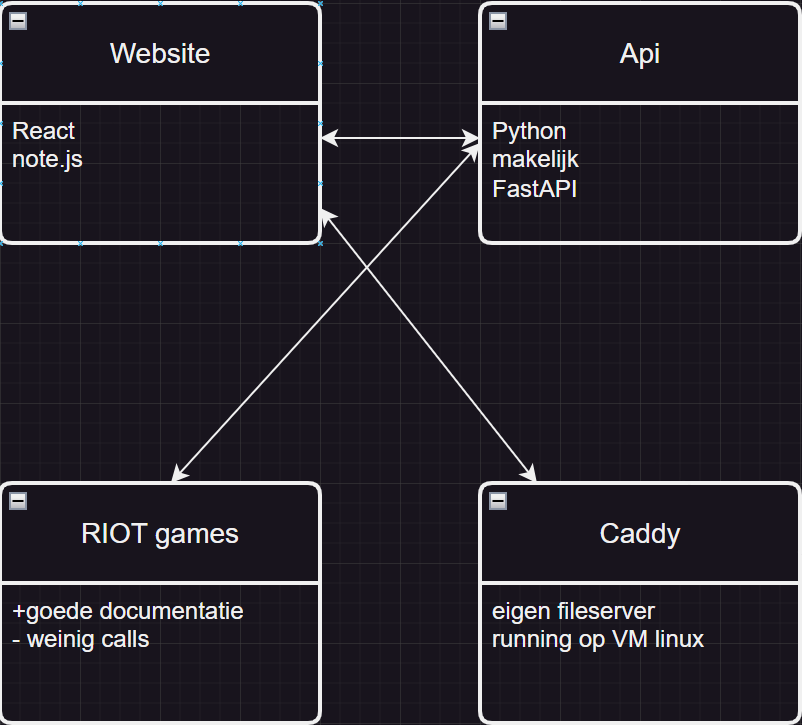 Website
React
note.js
Api
Python
makelijk
FastAPI
RIOT games
+goede documentatie
- weinig calls
Caddy
eigen fileserver
running op VM linux